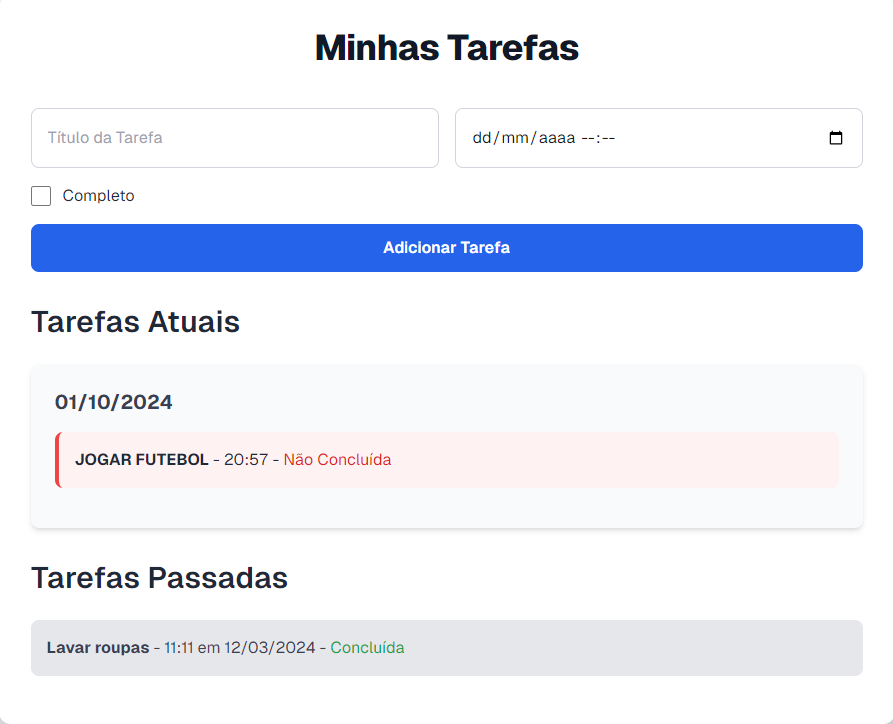 Minhas Tarefas
Título da Tarefa
dd/mm/aaaa --:--
Completo
Adicionar Tarefa
Tarefas Atuais
01/10/2024
JOGAR FUTEBOL - 20:57 - Não Concluída
Tarefas Passadas
Lavar roupas - 11:11 em 12/03/2024 - Concluída